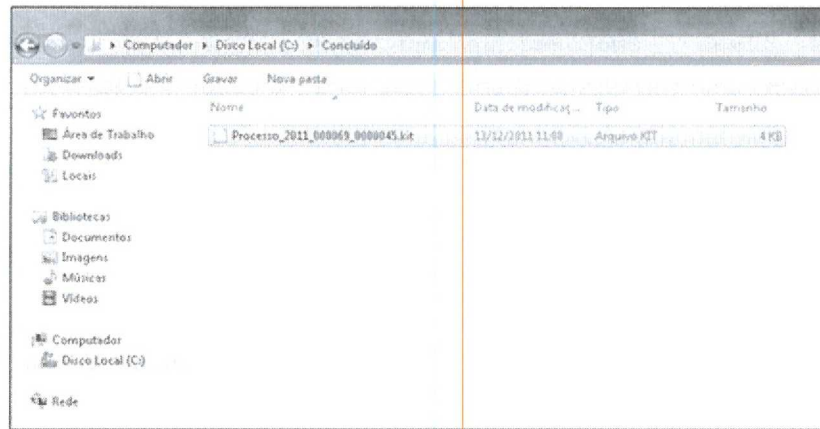 Computador ▸ Disco Local (C:) ▸ Concluído
Organizar Abrir Gravar Nova pasta
Nome Data de modificaç... Tipo Tamanho
Processo_2011_000069_0000045.kit 13/12/2011 11:08 Arquivo KIT 4 KB
Favoritos
Área de Trabalho
Downloads
Locais
Bibliotecas
Documentos
Imagens
Músicas
Vídeos
Computador
Disco Local (C:)
Rede